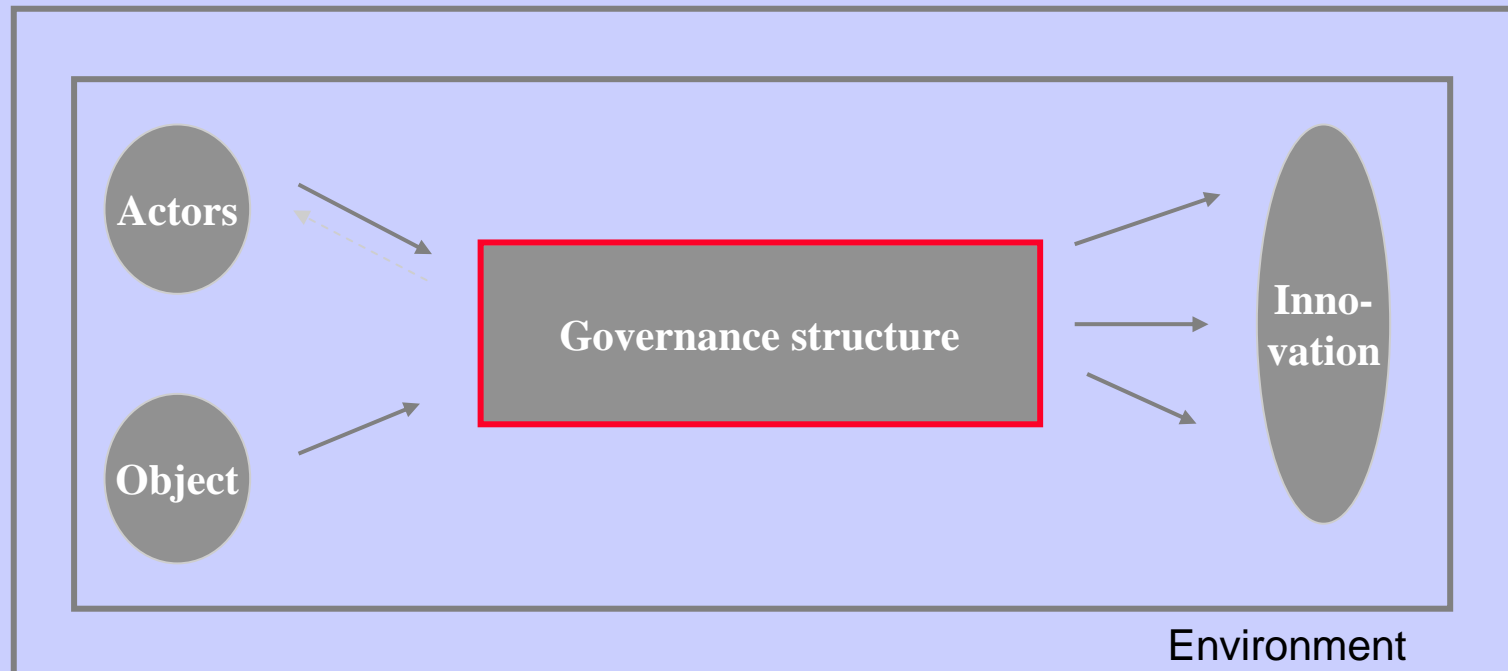 Actors
Governance structure
Inno-
vation
Object
Environment